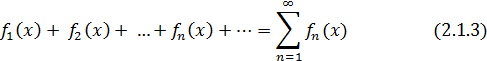 f₁(x) + f₂(x) + ...+ fₙ(x) + ⋯ = ∑_{n=1}^{∞} fₙ(x) (2.1.3)